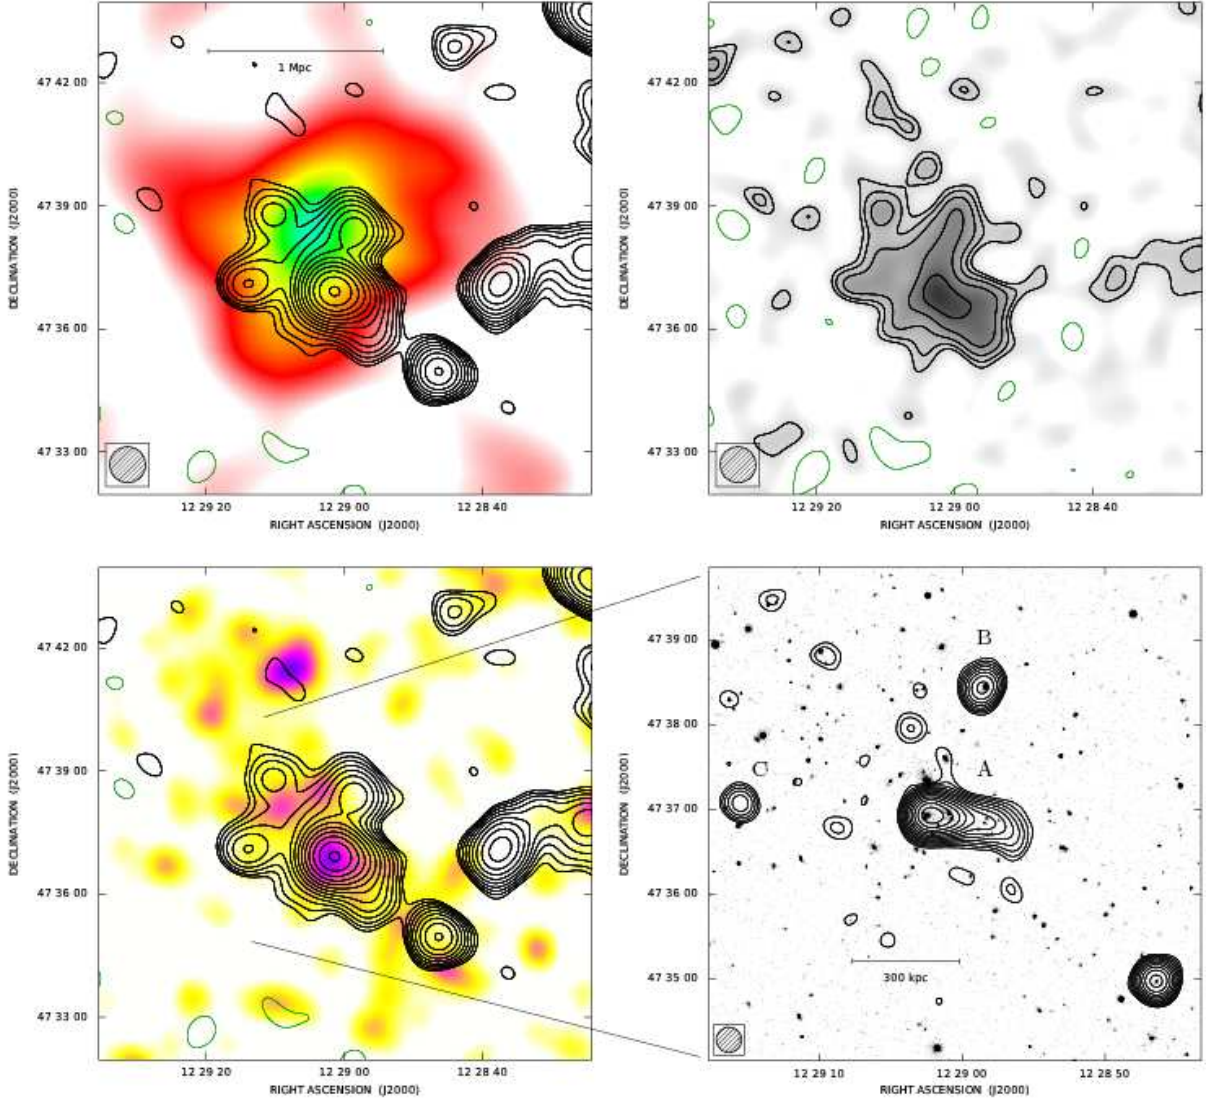 1 Mpc
47 42 00
47 39 00
47 36 00
47 33 00
DECLINATION (J2000)
12 29 20
12 29 00
12 28 40
RIGHT ASCENSION (J2000)
47 42 00
47 39 00
47 36 00
47 33 00
DECLINATION (J2000)
12 29 20
12 29 00
12 28 40
RIGHT ASCENSION (J2000)
47 42 00
47 39 00
47 36 00
47 33 00
DECLINATION (J2000)
12 29 20
12 29 00
12 28 40
RIGHT ASCENSION (J2000)
47 39 00
47 38 00
47 37 00
47 36 00
47 35 00
DECLINATION (J2000)
B
C
A
300 kpc
12 29 10
12 29 00
12 28 50
RIGHT ASCENSION (J2000)